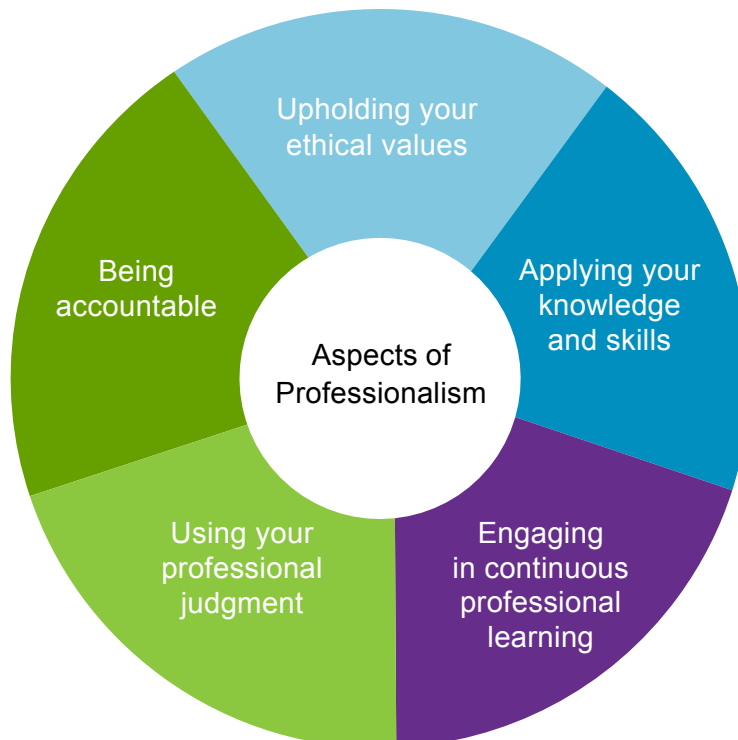 Upholding your
ethical values
Applying your
knowledge
and skills
Engaging
in continuous
professional
learning
Using your
professional
judgment
Being
accountable
Aspects of
Professionalism